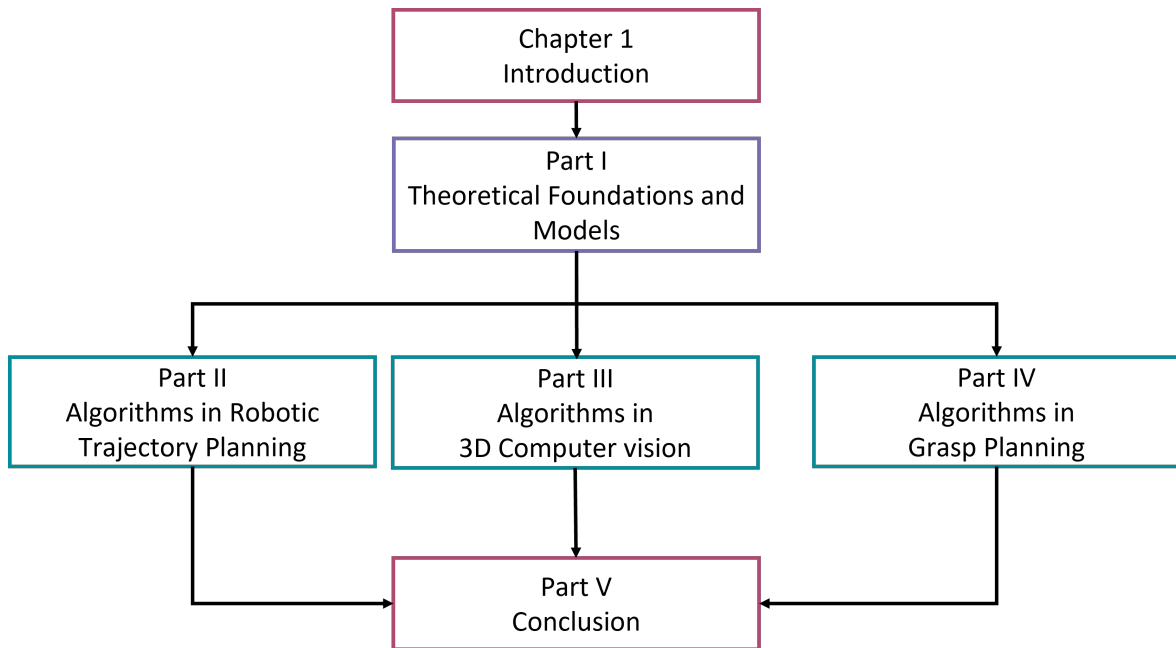 Chapter 1
Introduction
Part I
Theoretical Foundations and
Models
Part II
Algorithms in Robotic
Trajectory Planning
Part III
Algorithms in
3D Computer vision
Part IV
Algorithms in
Grasp Planning
Part V
Conclusion